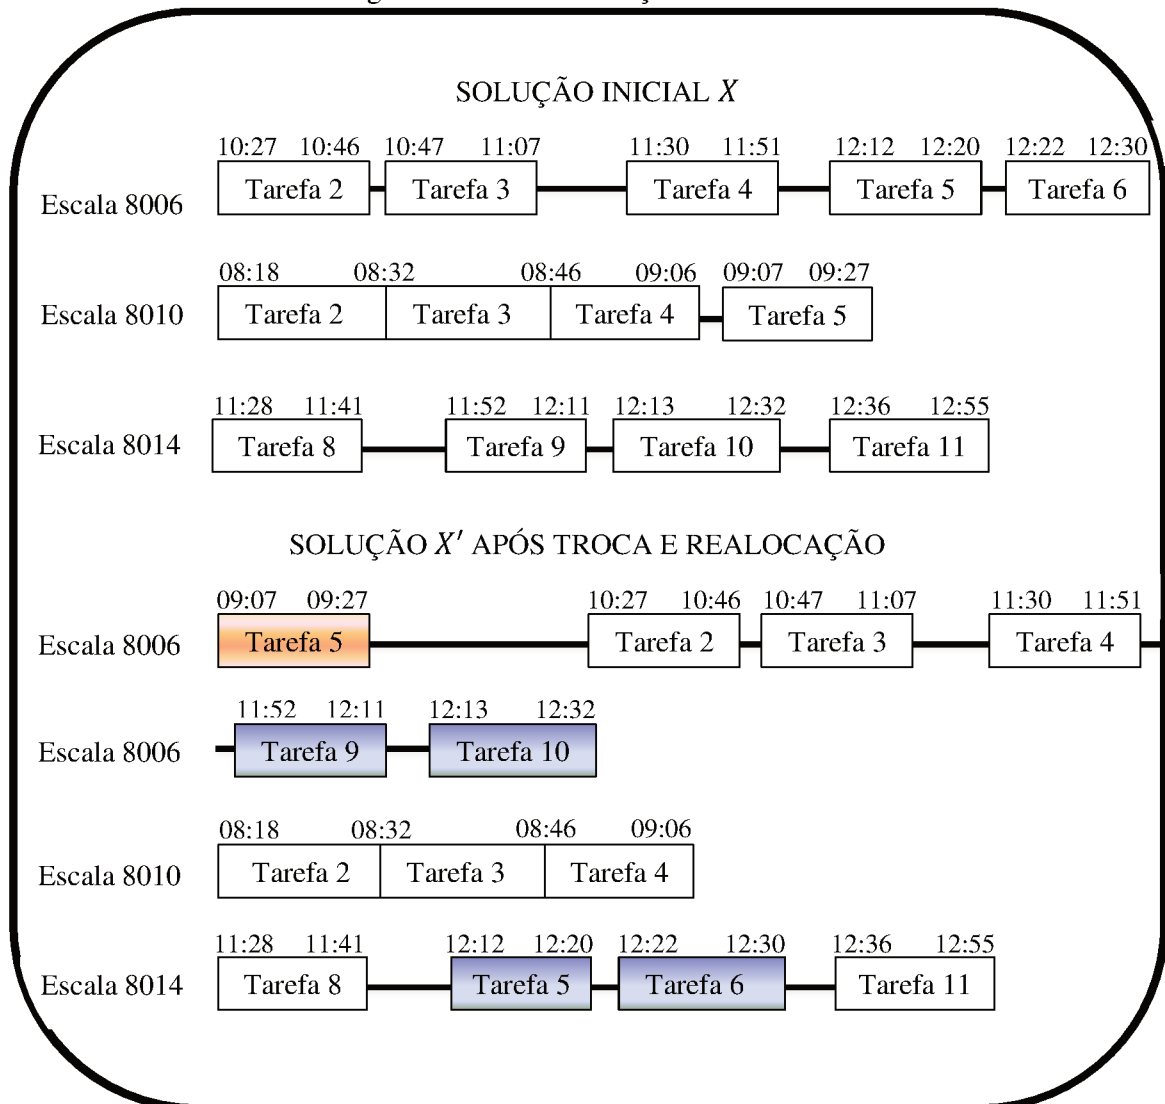 SOLUÇÃO INICIAL X
10:27 10:46 10:47 11:07 11:30 11:51 12:12 12:20 12:22 12:30
Escala 8006 Tarefa 2 Tarefa 3 Tarefa 4 Tarefa 5 Tarefa 6
08:18 08:32 08:46 09:06 09:07 09:27
Escala 8010 Tarefa 2 Tarefa 3 Tarefa 4 Tarefa 5
11:28 11:41 11:52 12:11 12:13 12:32 12:36 12:55
Escala 8014 Tarefa 8 Tarefa 9 Tarefa 10 Tarefa 11
SOLUÇÃO X' APÓS TROCA E REALOCAÇÃO
09:07 09:27 10:27 10:46 10:47 11:07 11:30 11:51
Escala 8006 Tarefa 5 Tarefa 2 Tarefa 3 Tarefa 4
11:52 12:11 12:13 12:32
Escala 8006 Tarefa 9 Tarefa 10
08:18 08:32 08:46 09:06
Escala 8010 Tarefa 2 Tarefa 3 Tarefa 4
11:28 11:41 12:12 12:20 12:22 12:30 12:36 12:55
Escala 8014 Tarefa 8 Tarefa 5 Tarefa 6 Tarefa 11